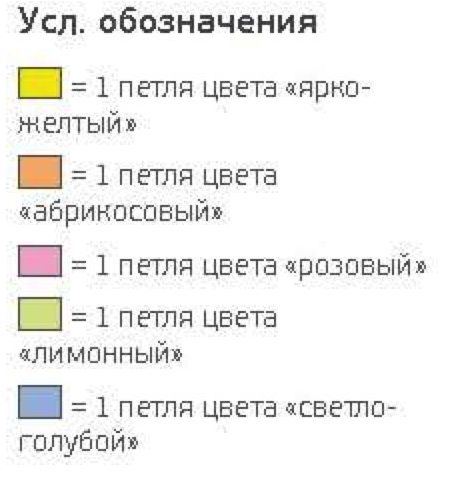 Усл. обозначения
= 1 петля цвета «ярко-
желтый»
= 1 петля цвета
«абрикосовый»
= 1 петля цвета «розовый»
= 1 петля цвета
«лимонный»
= 1 петля цвета «светло-
голубой»